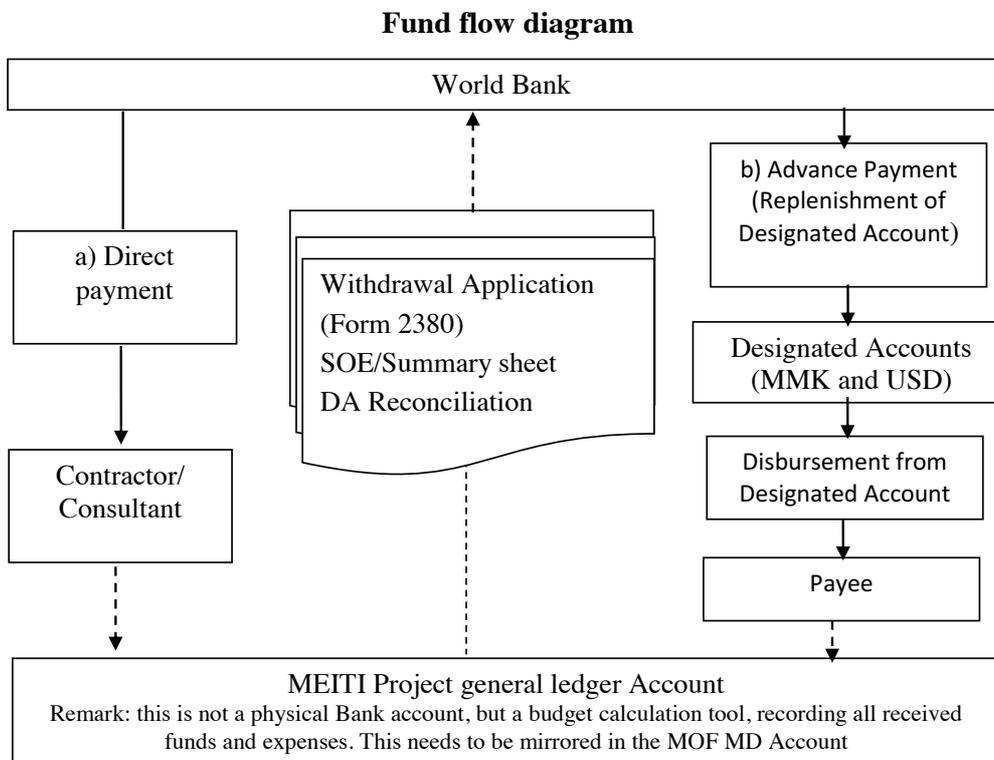 Fund flow diagram
World Bank
a) Direct
payment
Contractor/
Consultant
Withdrawal Application
(Form 2380)
SOE/Summary sheet
DA Reconciliation
b) Advance Payment
(Replenishment of
Designated Account)
Designated Accounts
(MMK and USD)
Disbursement from
Designated Account
Payee
MEITI Project general ledger Account
Remark: this is not a physical Bank account, but a budget calculation tool, recording all received
funds and expenses. This needs to be mirrored in the MOF MD Account